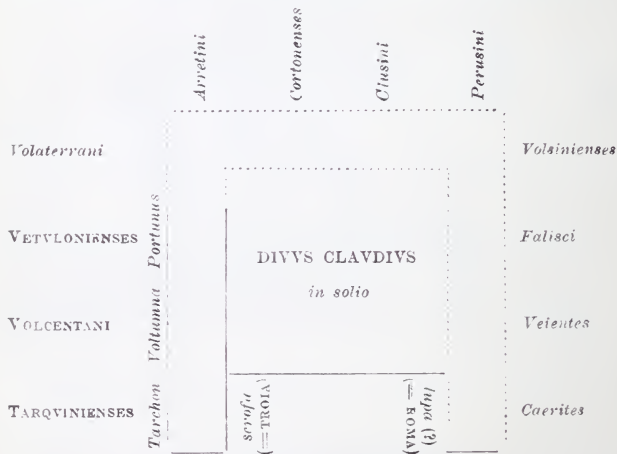 Arretini
Cortonenses
Clusini
Perusini
Volaterrani
Volsinienses
VETVLONIENSES
Portunus
Falisci
DIVVS CLAVDIVS
in solio
VOLCENTANI
Voltumna
Veientes
TARQVINIENSES
Tarchon
scrofa
(= TROIA)
lupa (?)
(= ROMA)
Caerites